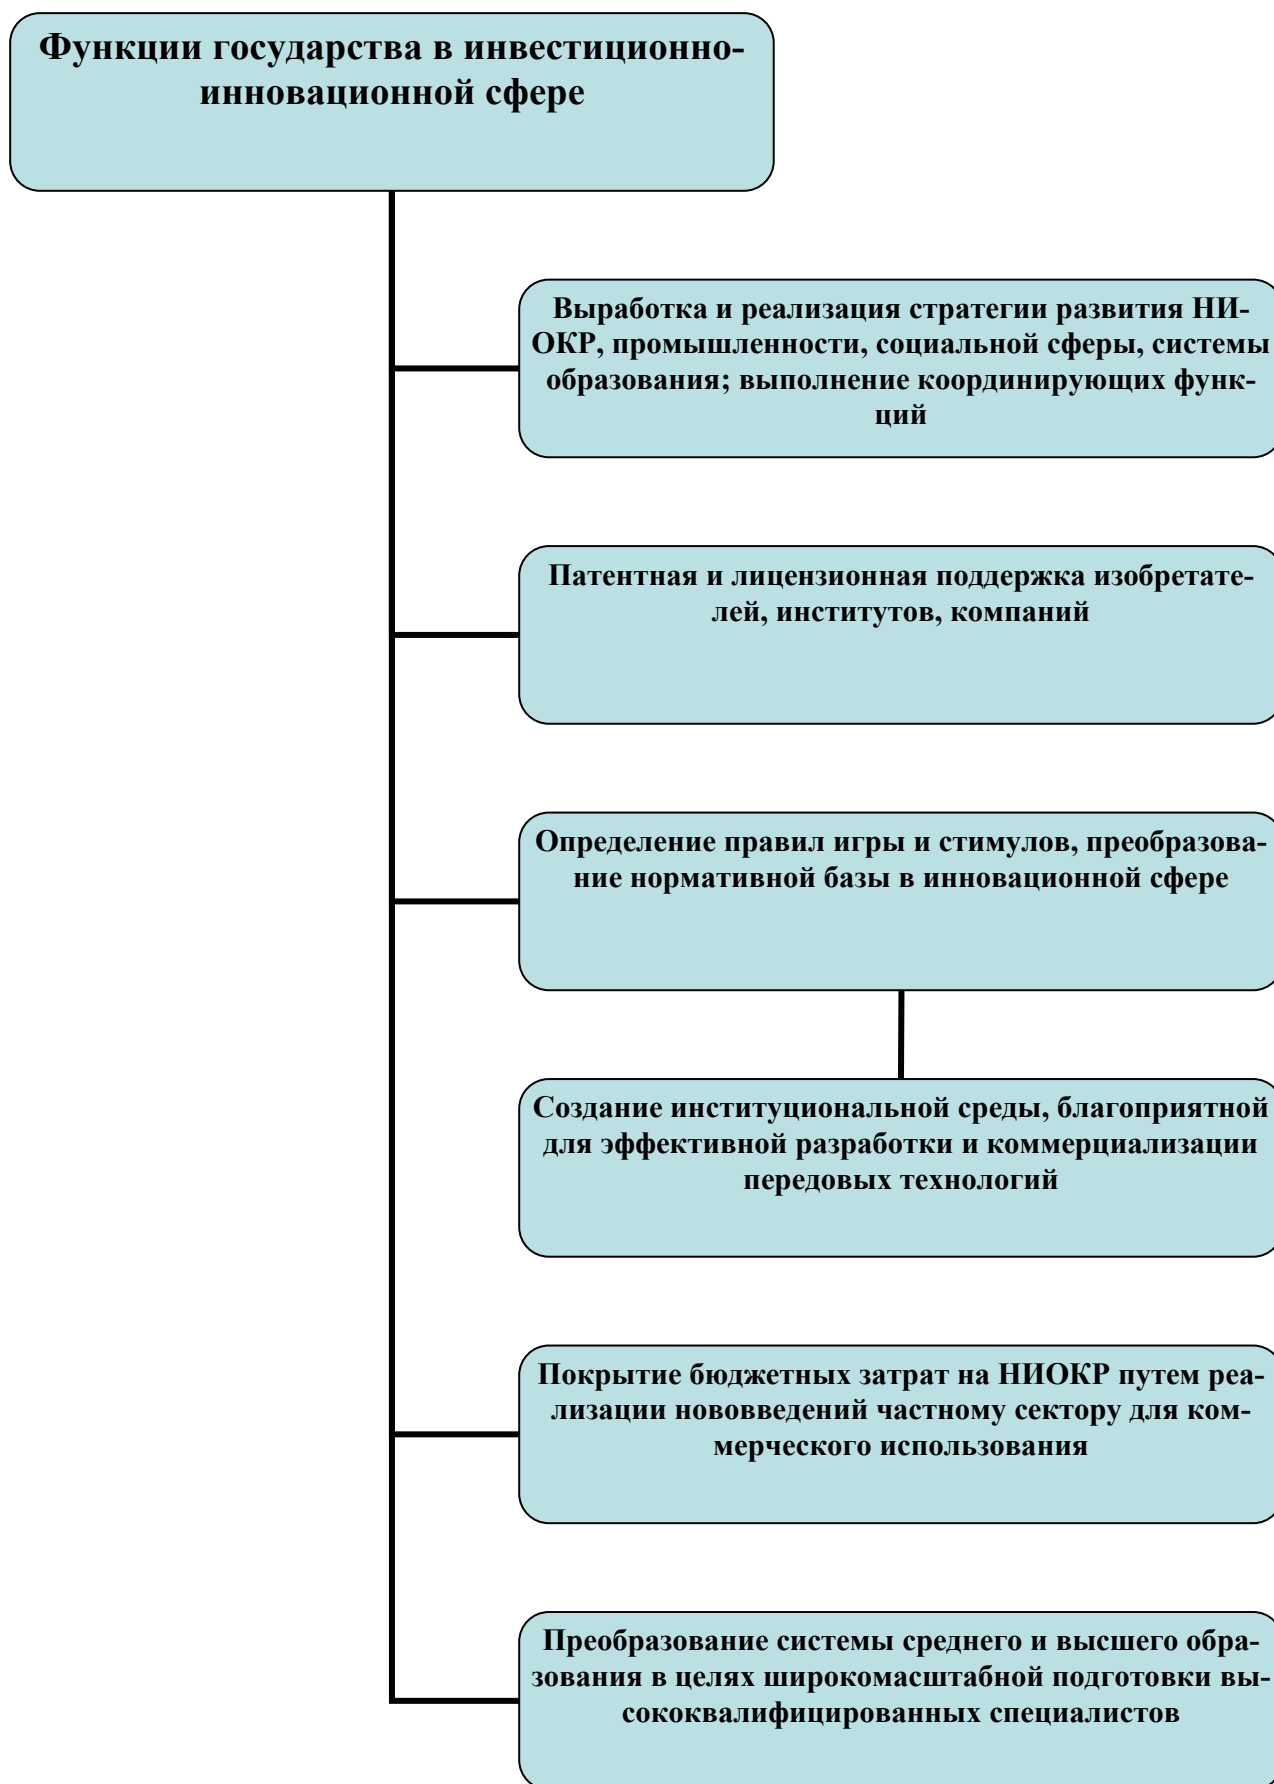 Функции государства в инвестиционно-
инновационной сфере
Выработка и реализация стратегии развития НИ-
ОКР, промышленности, социальной сферы, системы
образования; выполнение координирующих функ-
ций
Патентная и лицензионная поддержка изобретате-
лей, институтов, компаний
Определение правил игры и стимулов, преобразова-
ние нормативной базы в инновационной сфере
Создание институциональной среды, благоприятной
для эффективной разработки и коммерциализации
передовых технологий
Покрытие бюджетных затрат на НИОКР путем реа-
лизации нововведений частному сектору для ком-
мерческого использования
Преобразование системы среднего и высшего обра-
зования в целях широкомасштабной подготовки вы-
сококвалифицированных специалистов